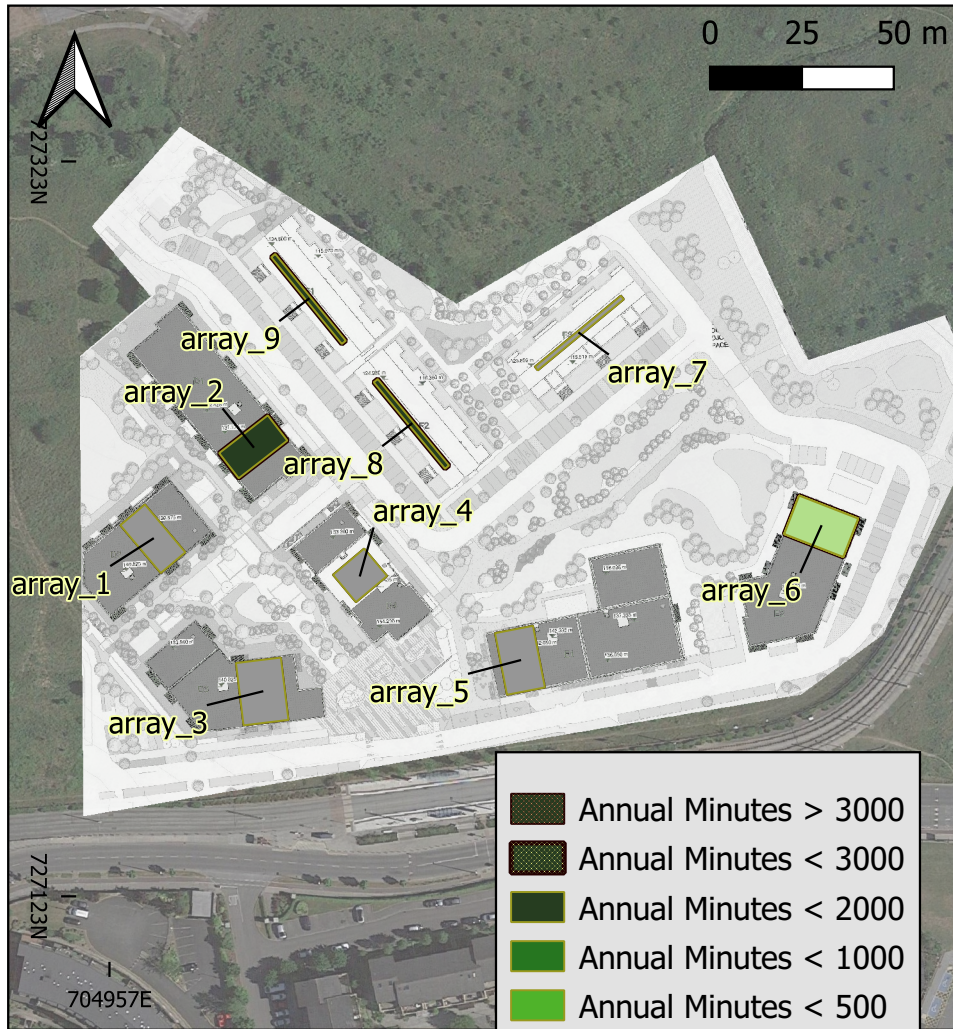 0 25 50 m
727323N
array_9
array_7
array_2
array_8
array_4
array_1
array_6
array_5
array_3
Annual Minutes > 3000
Annual Minutes < 3000
Annual Minutes < 2000
Annual Minutes < 1000
Annual Minutes < 500
727123N
704957E